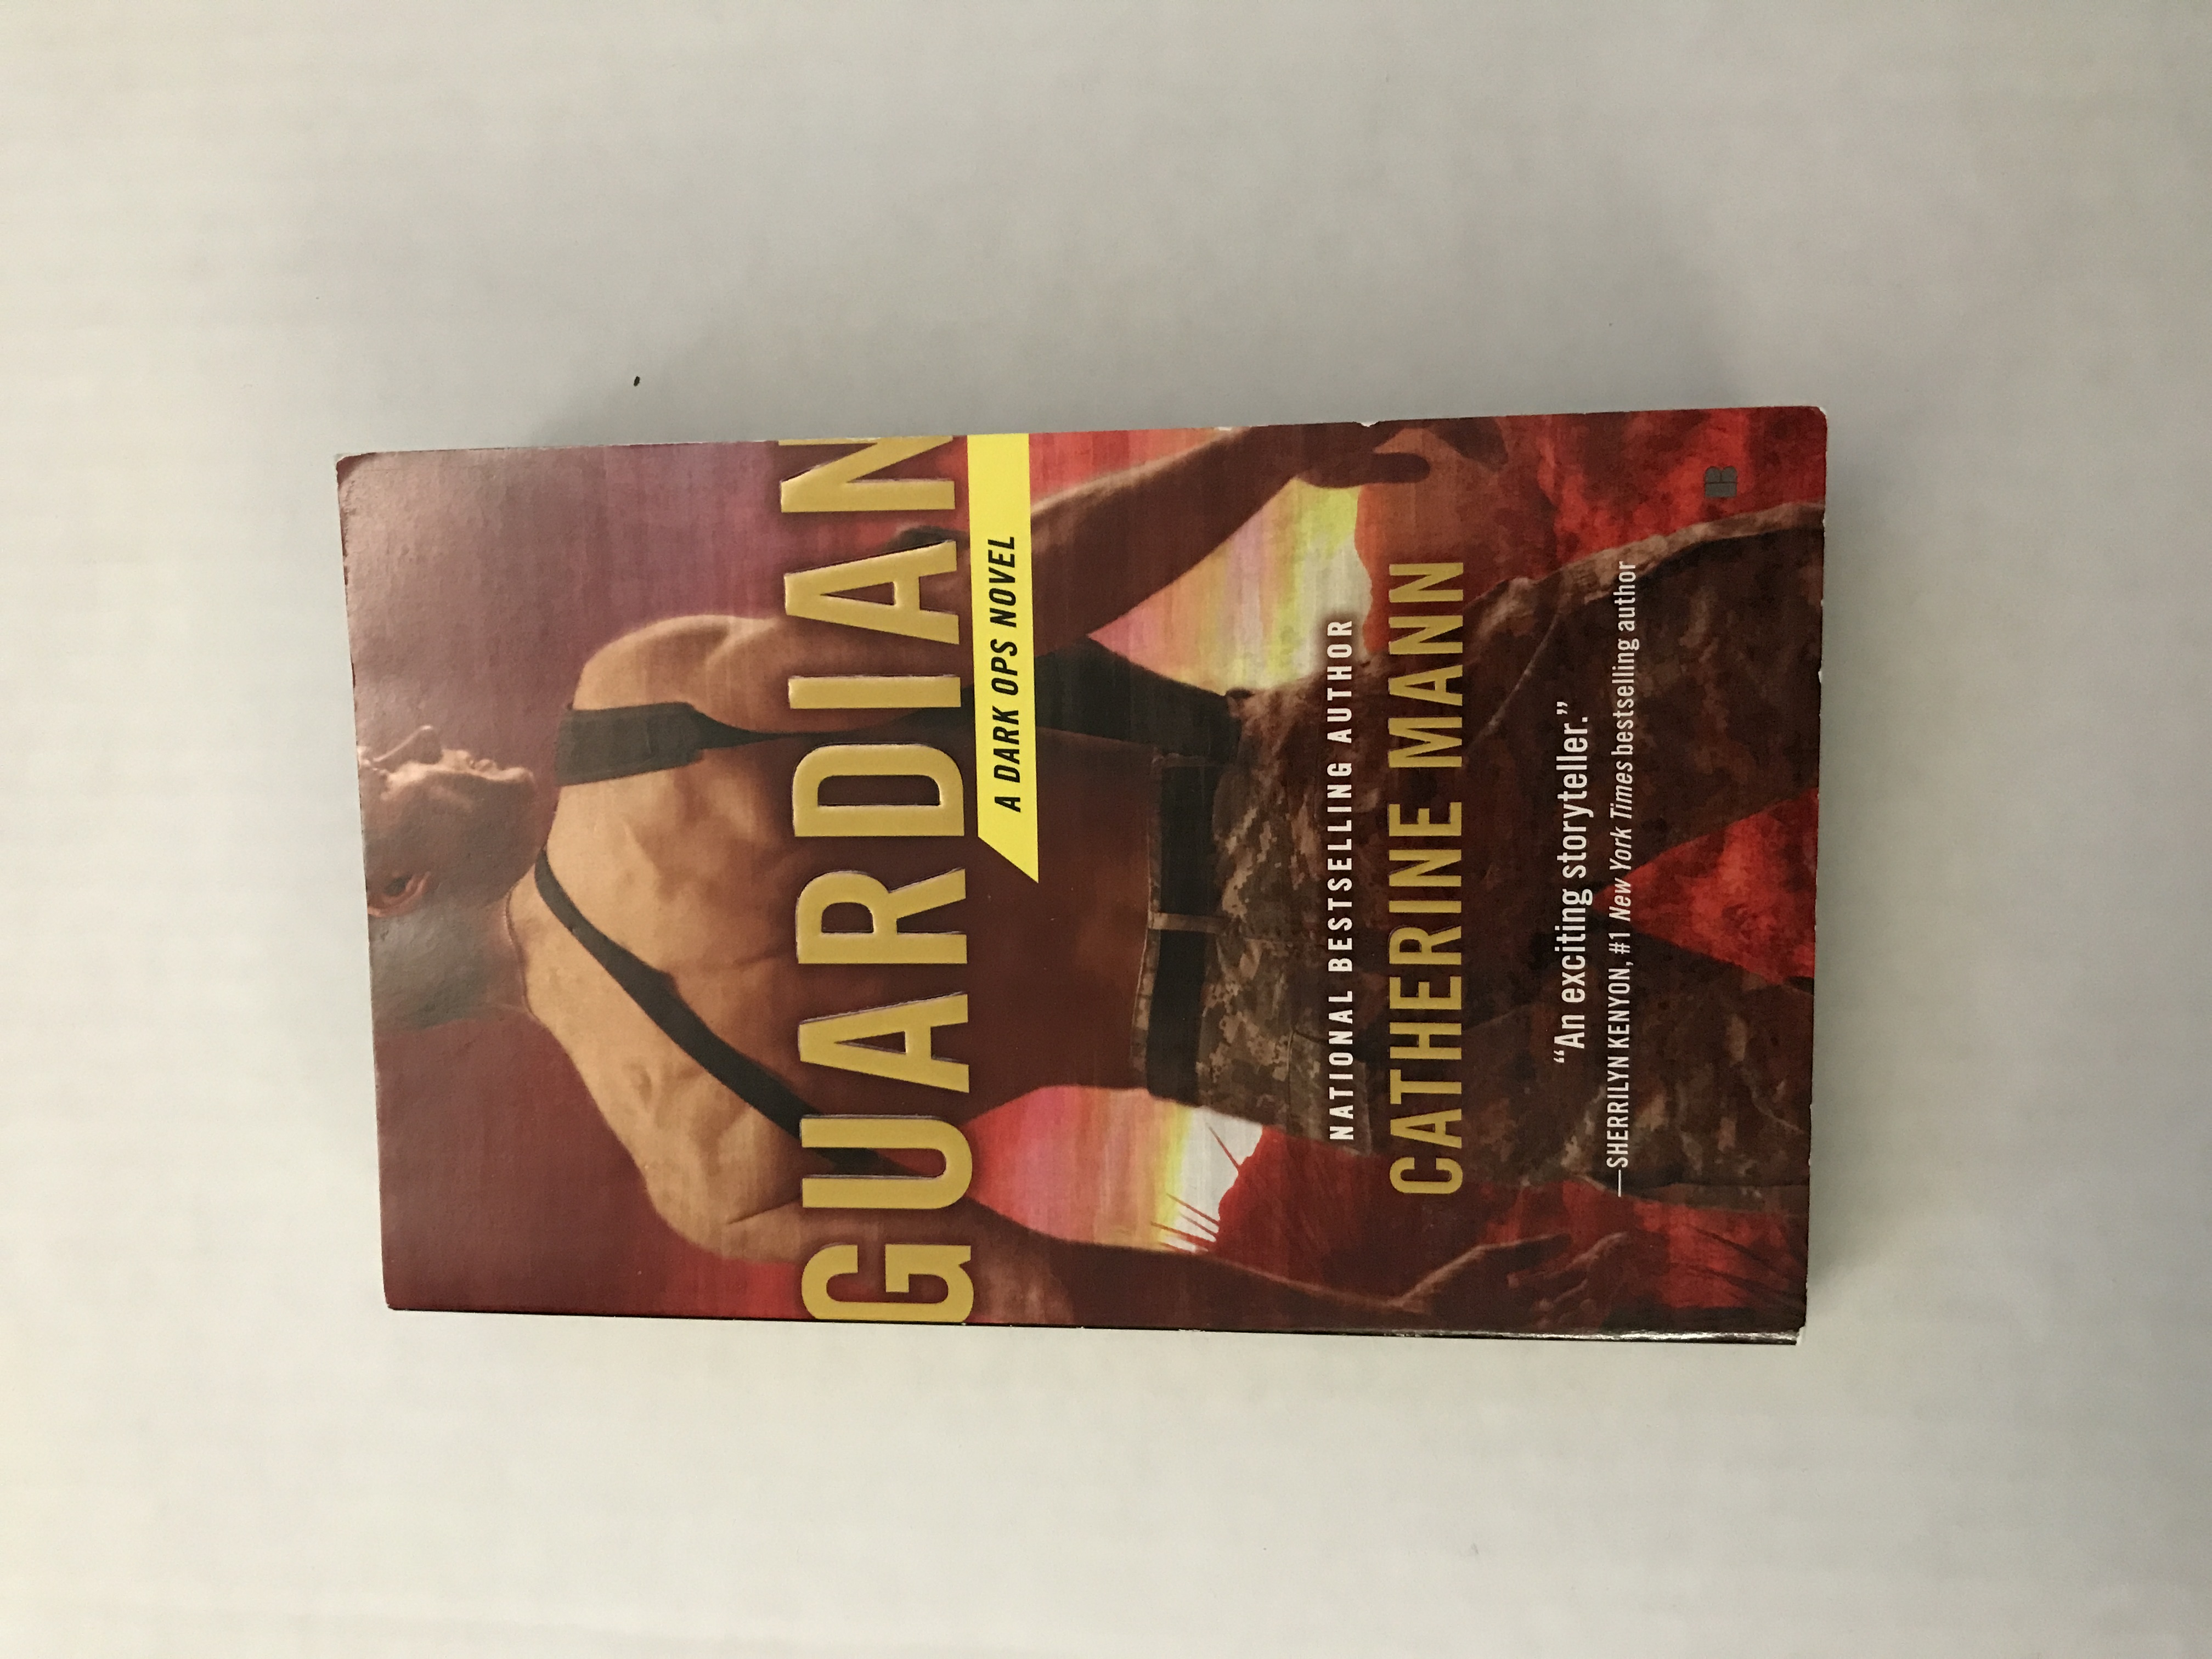 GUARDIAN
A DARK OPS NOVEL
NATIONAL BESTSELLING AUTHOR
CATHERINE MANN
“An exciting storyteller.”
—SHERRILYN KENYON, #1 New York Times bestselling author
B